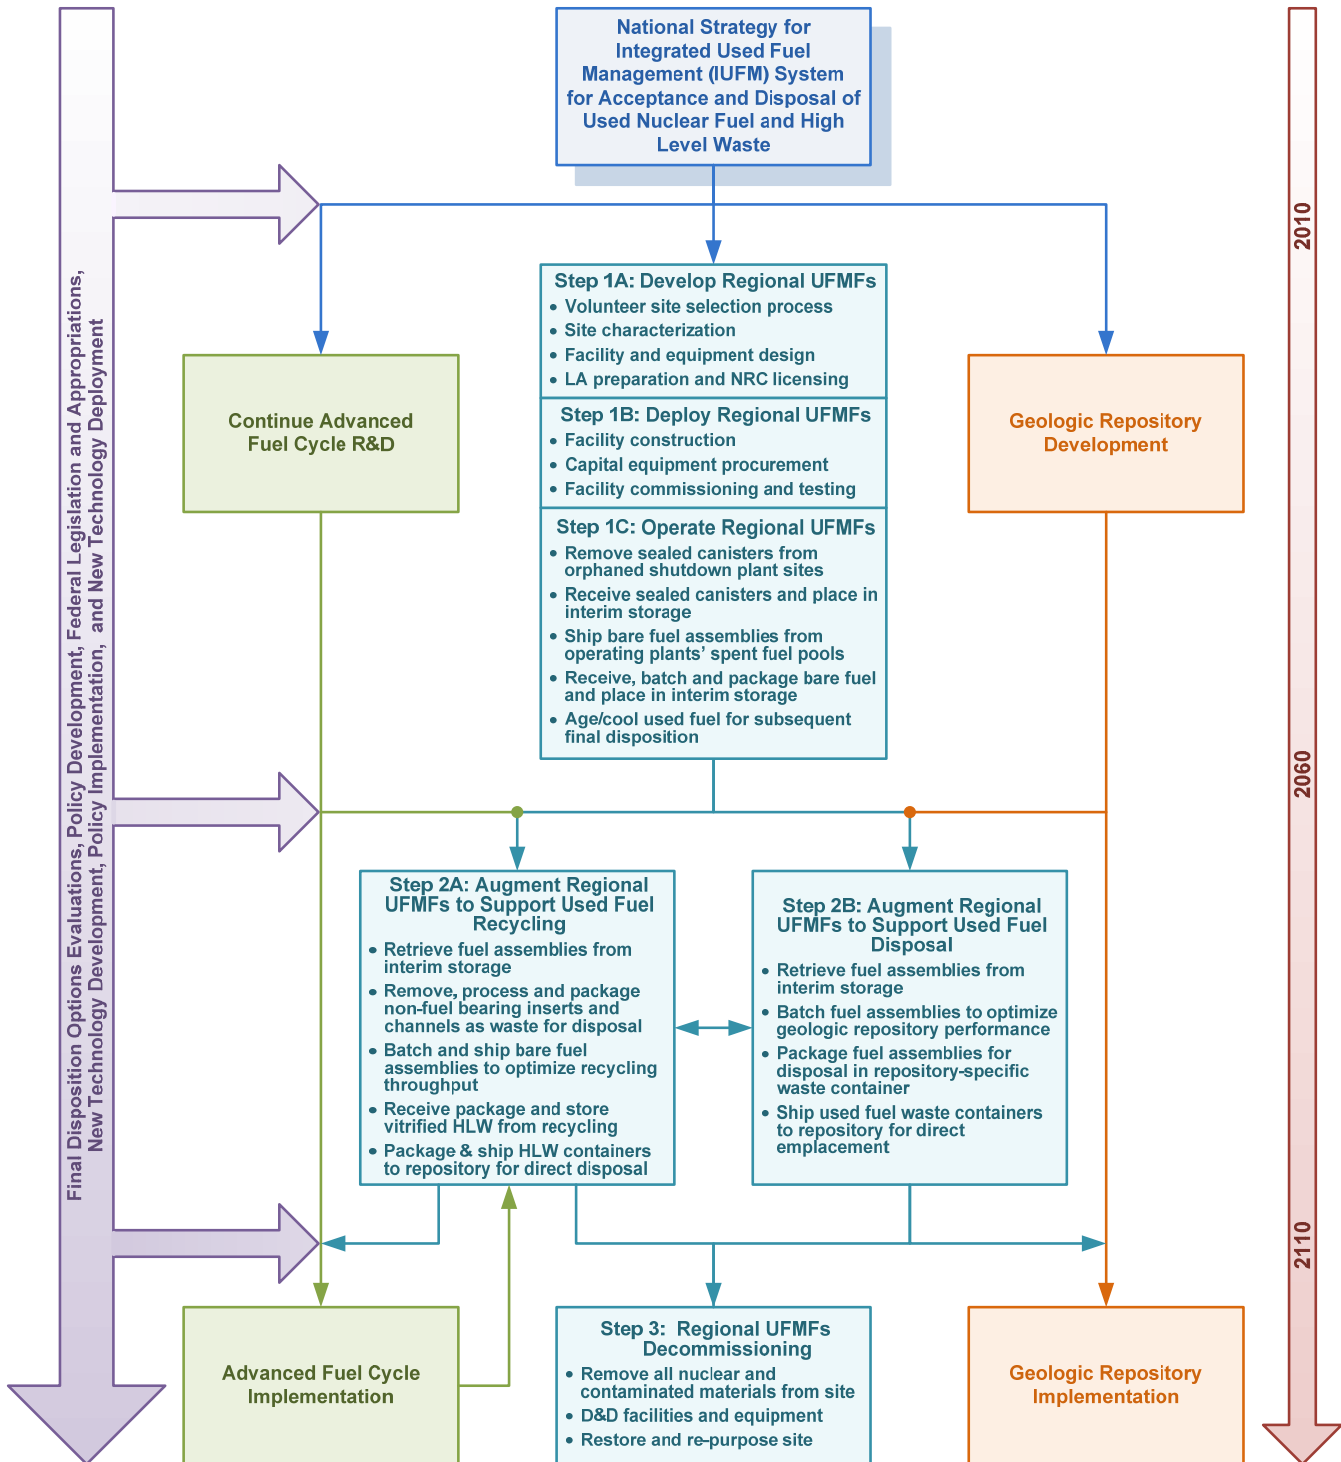 National Strategy for
Integrated Used Fuel
Management (IUFM) System
for Acceptance and Disposal of
Used Nuclear Fuel and High
Level Waste
Final Disposition Options Evaluations, Policy Development, Federal Legislation and Appropriations,
New Technology Development, Policy Implementation, and New Technology Deployment
2010
2060
2110
Step 1A: Develop Regional UFMFs
• Volunteer site selection process
• Site characterization
• Facility and equipment design
• LA preparation and NRC licensing
Step 1B: Deploy Regional UFMFs
• Facility construction
• Capital equipment procurement
• Facility commissioning and testing
Step 1C: Operate Regional UFMFs
• Remove sealed canisters from
orphaned shutdown plant sites
• Receive sealed canisters and place in
interim storage
• Ship bare fuel assemblies from
operating plants’ spent fuel pools
• Receive, batch and package bare fuel
and place in interim storage
• Age/cool used fuel for subsequent
final disposition
Continue Advanced
Fuel Cycle R&D
Geologic Repository
Development
Step 2A: Augment Regional
UFMFs to Support Used Fuel
Recycling
• Retrieve fuel assemblies from
interim storage
• Remove, process and package
non-fuel bearing inserts and
channels as waste for disposal
• Batch and ship bare fuel
assemblies to optimize recycling
throughput
• Receive package and store
vitrified HLW from recycling
• Package & ship HLW containers
to repository for direct disposal
Step 2B: Augment Regional
UFMFs to Support Used Fuel
Disposal
• Retrieve fuel assemblies from
interim storage
• Batch fuel assemblies to optimize
geologic repository performance
• Package fuel assemblies for
disposal in repository-specific
waste container
• Ship used fuel waste containers
to repository for direct
emplacement
Advanced Fuel Cycle
Implementation
Step 3: Regional UFMFs
Decommissioning
• Remove all nuclear and
contaminated materials from site
• D&D facilities and equipment
• Restore and re-purpose site
Geologic Repository
Implementation